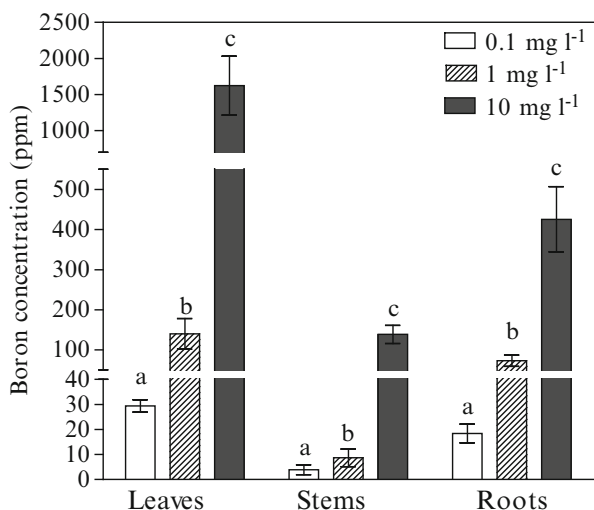 Boron concentration (ppm)
2500
2000
1500
1000
500
400
300
200
100
40
30
20
10
0
0.1 mg l-1
1 mg l-1
10 mg l-1
a
b
c
a
b
c
a
b
c
Leaves
Stems
Roots